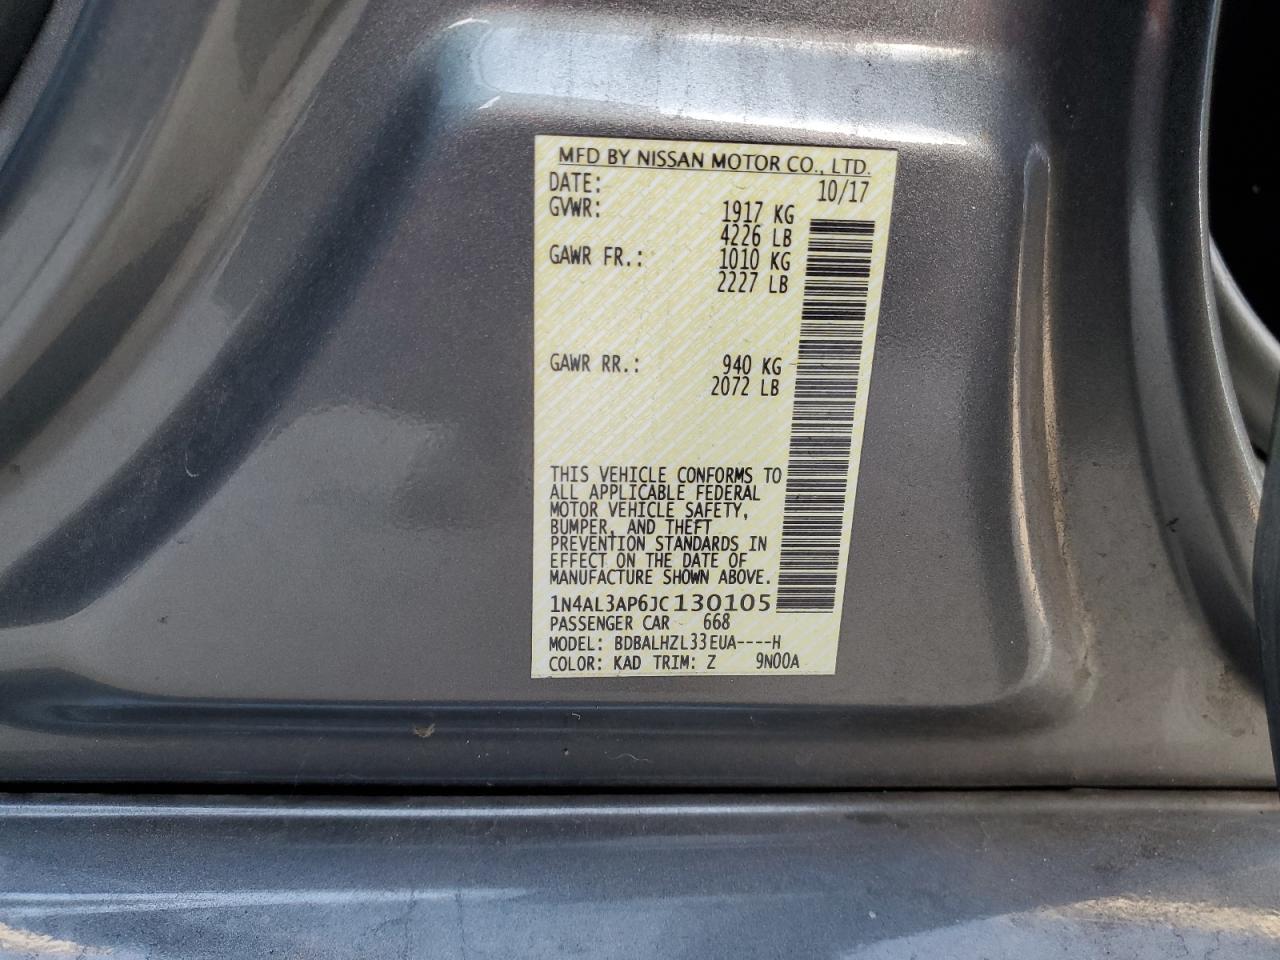 MFD BY NISSAN MOTOR CO., LTD.
DATE: 10/17
GVWR: 1917 KG
4226 LB
GAWR FR.: 1010 KG
2227 LB
GAWR RR.: 940 KG
2072 LB
THIS VEHICLE CONFORMS TO
ALL APPLICABLE FEDERAL
MOTOR VEHICLE SAFETY,
BUMPER, AND THEFT
PREVENTION STANDARDS IN
EFFECT ON THE DATE OF
MANUFACTURE SHOWN ABOVE.
1N4AL3AP6JC130105
PASSENGER CAR 668
MODEL: BDBALHZL33EUA----H
COLOR: KAD TRIM: Z 9N00A